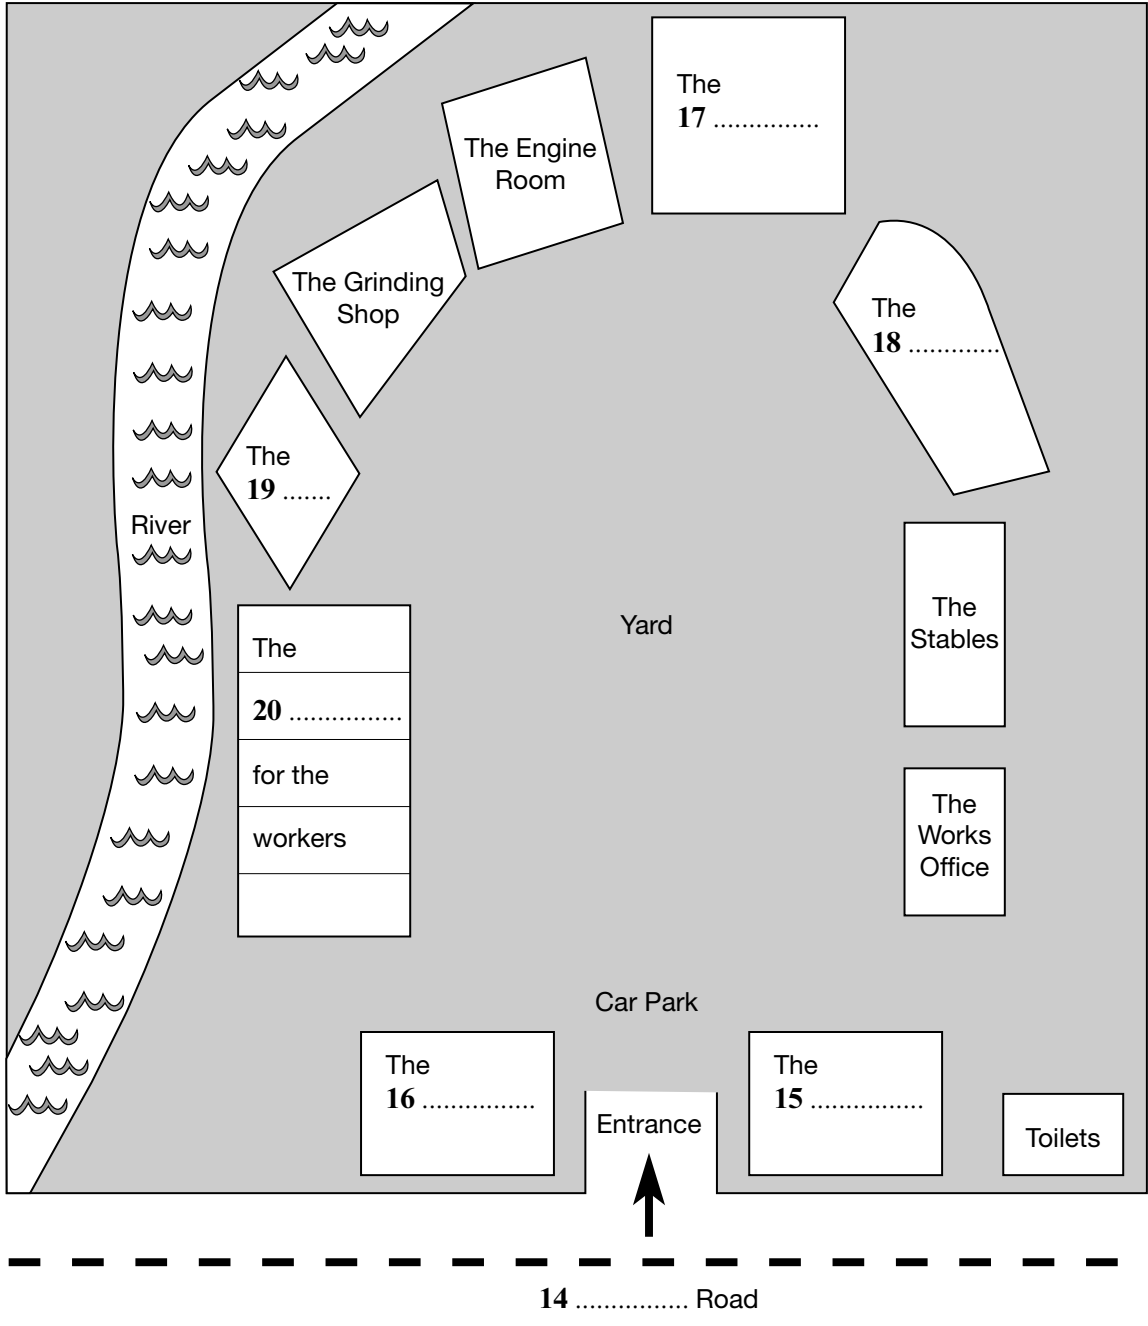 The
17 ...............
The Engine
Room
The Grinding
Shop
The
18 .............
The
19 .......
River
The
Stables
Yard
The
20 ................
for the
workers
The
Works
Office
Car Park
The
16 ................
Entrance
The
15 ................
Toilets
14 ................ Road